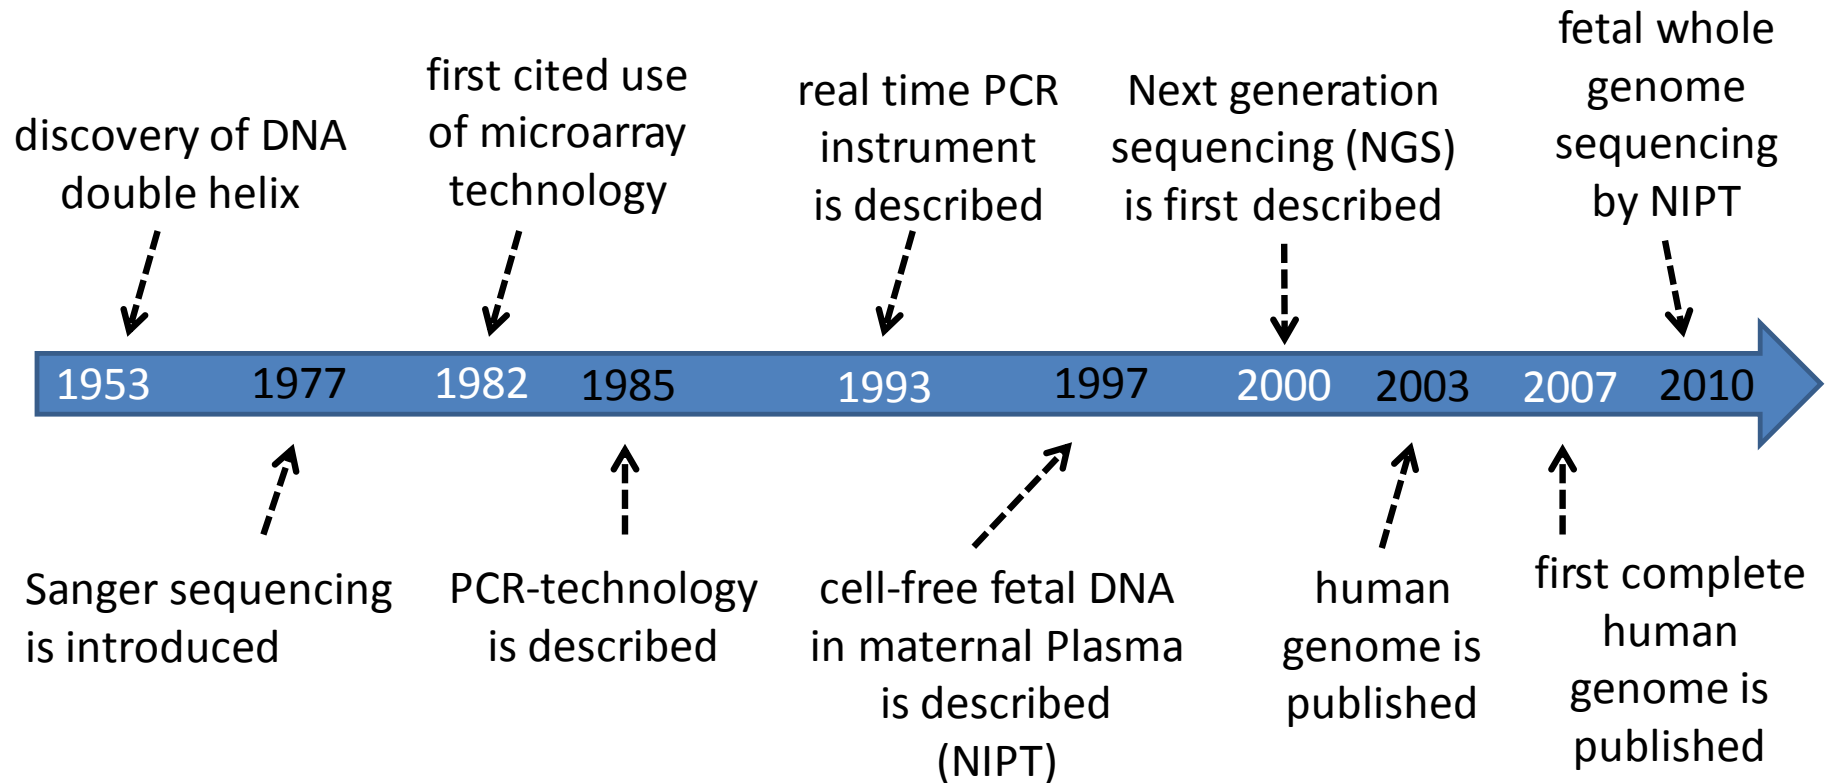 discovery of DNA
double helix
first cited use
of microarray
technology
real time PCR
instrument
is described
Next generation
sequencing (NGS)
is first described
fetal whole
genome
sequencing
by NIPT
1953 1977 1982 1985 1993 1997 2000 2003 2007 2010
Sanger sequencing
is introduced
PCR-technology
is described
cell-free fetal DNA
in maternal Plasma
is described
(NIPT)
human
genome is
published
first complete
human
genome is
published